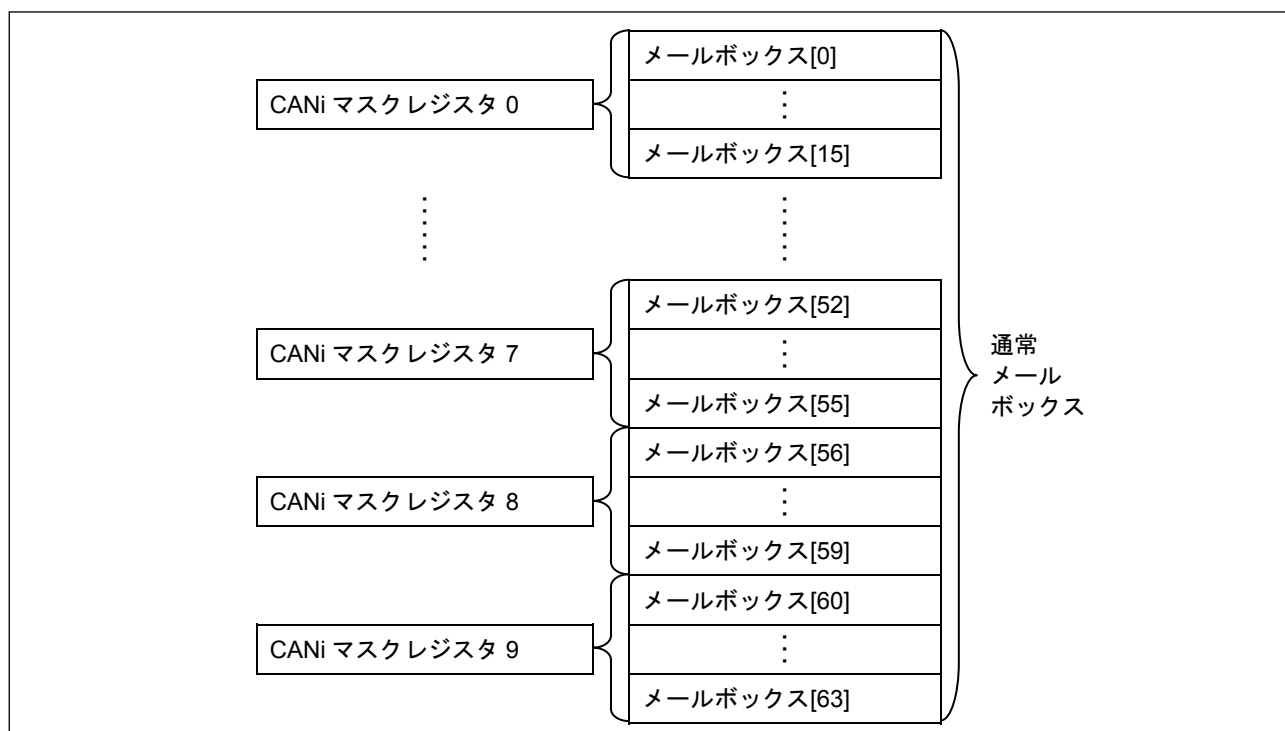 メールボックス[0]
CANi マスクレジスタ 0
⋮
メールボックス[15]
メールボックス[52]
CANi マスクレジスタ 7
⋮
メールボックス[55]
メールボックス[56]
CANi マスクレジスタ 8
⋮
メールボックス[59]
メールボックス[60]
CANi マスクレジスタ 9
⋮
メールボックス[63]
通常
メール
ボックス